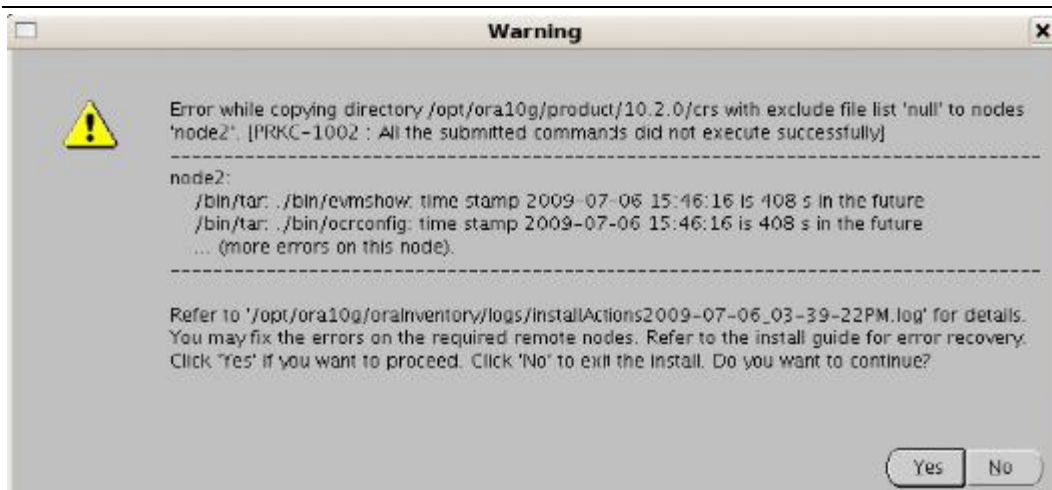 Warning
Error while copying directory /opt/ora10g/product/10.2.0/crs with exclude file list 'null' to nodes
'node2'. [PRKC-1002 : All the submitted commands did not execute successfully]
---------------------------------------------------------------------------------------
node2:
/bin/tar: ./bin/evmshow: time stamp 2009-07-06 15:46:16 is 408 s in the future
/bin/tar: ./bin/ocrconfig: time stamp 2009-07-06 15:46:16 is 408 s in the future
... (more errors on this node).
---------------------------------------------------------------------------------------
Refer to '/opt/ora10g/oraInventory/logs/installActions2009-07-06_03-39-22PM.log' for details.
You may fix the errors on the required remote nodes. Refer to the install guide for error recovery.
Click 'Yes' if you want to proceed. Click 'No' to exit the install. Do you want to continue?
Yes No